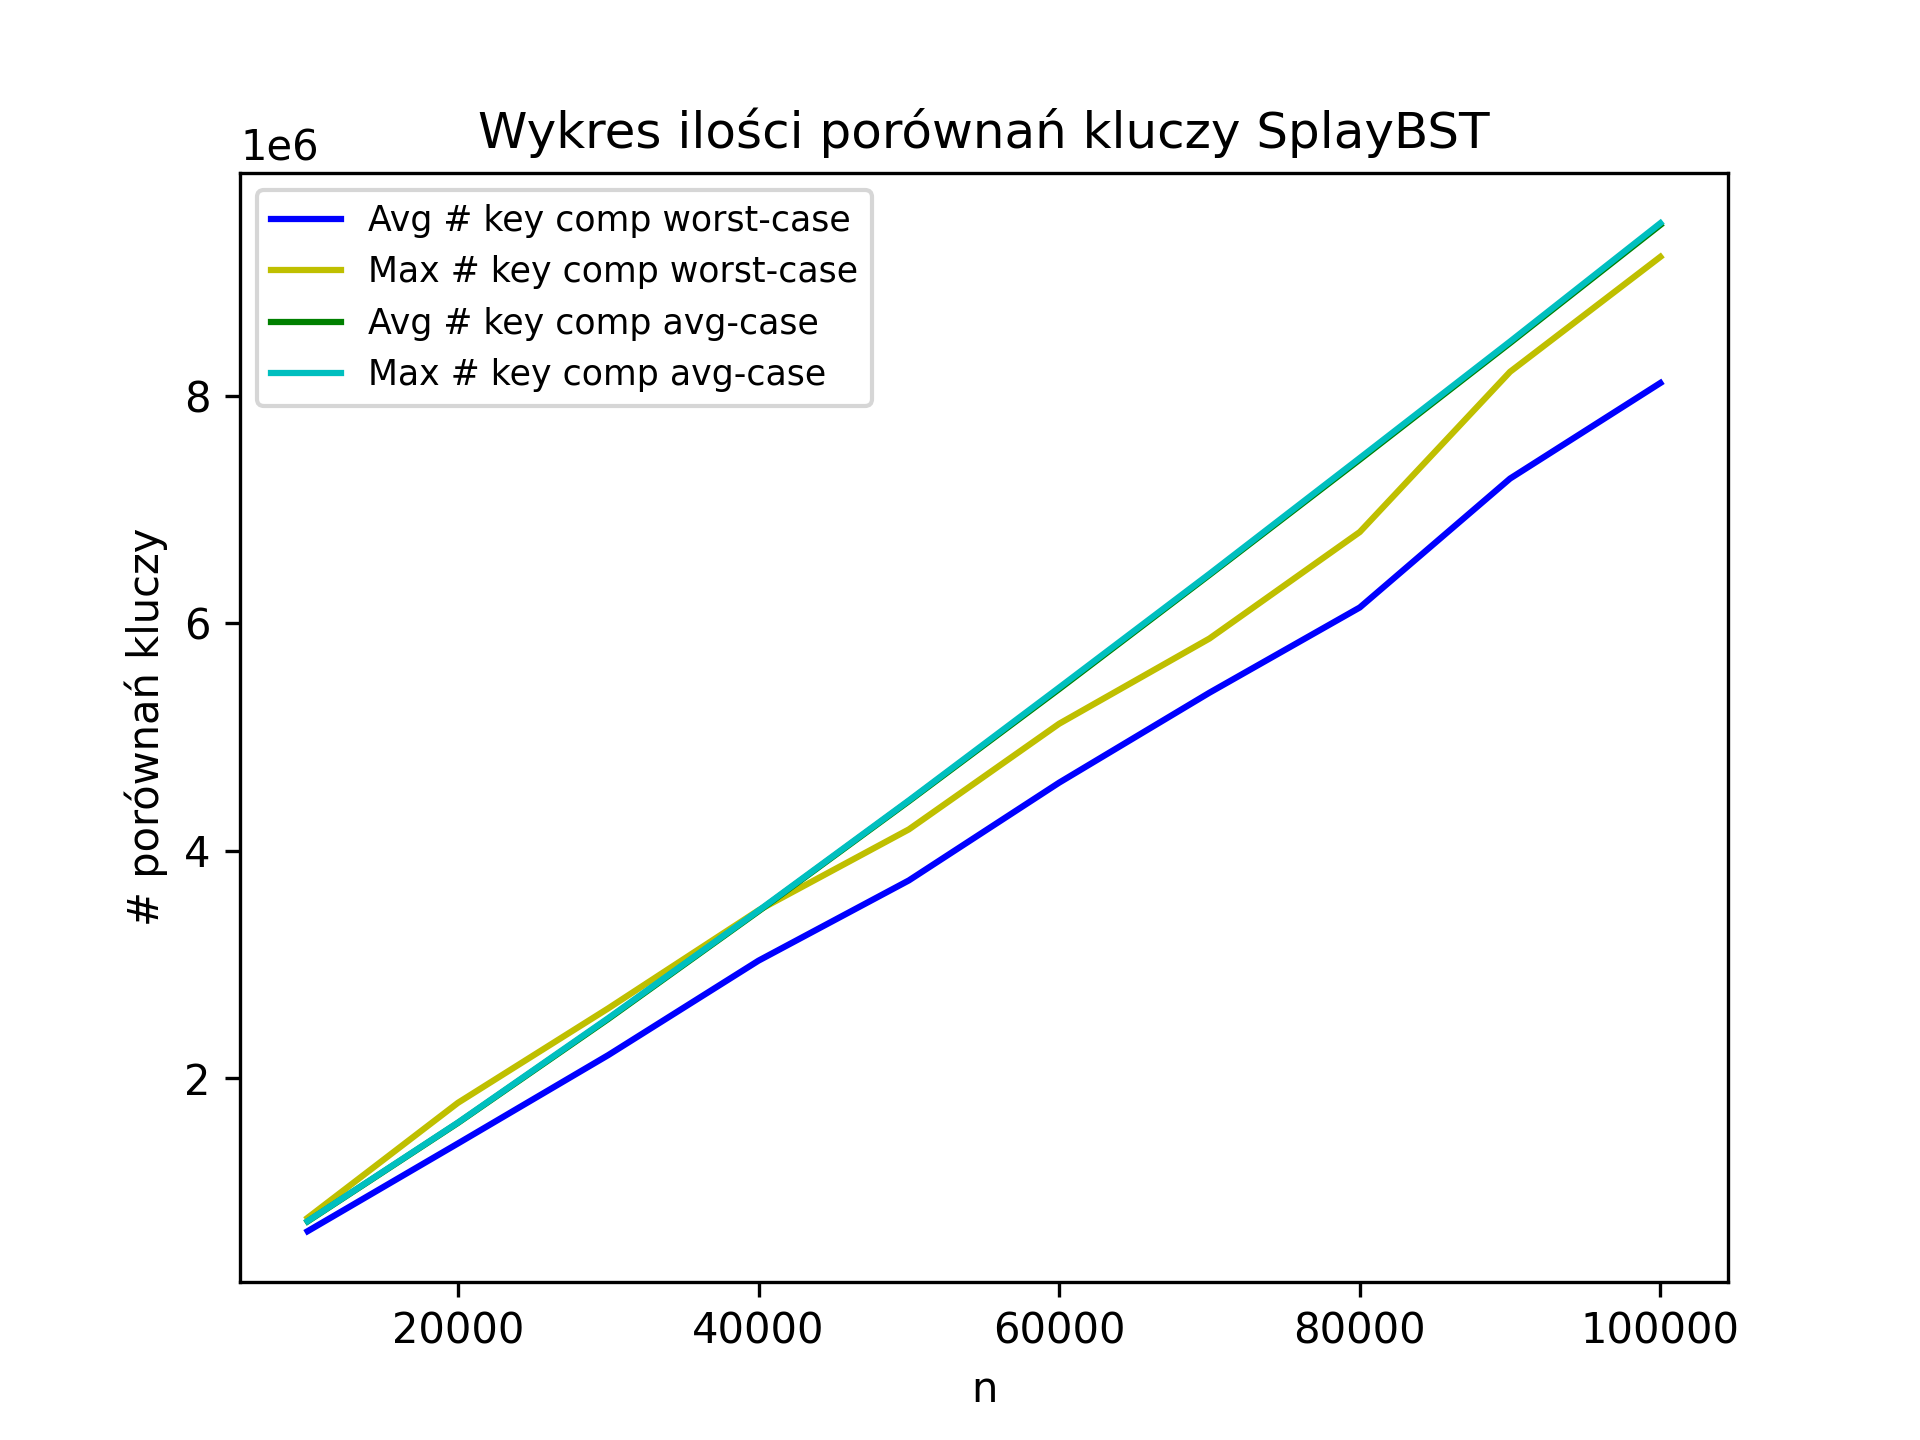 Wykres ilości porównań kluczy SplayBST
1e6
Avg # key comp worst-case
Max # key comp worst-case
Avg # key comp avg-case
Max # key comp avg-case
8
6
4
2
# porównań kluczy
20000 40000 60000 80000 100000
n